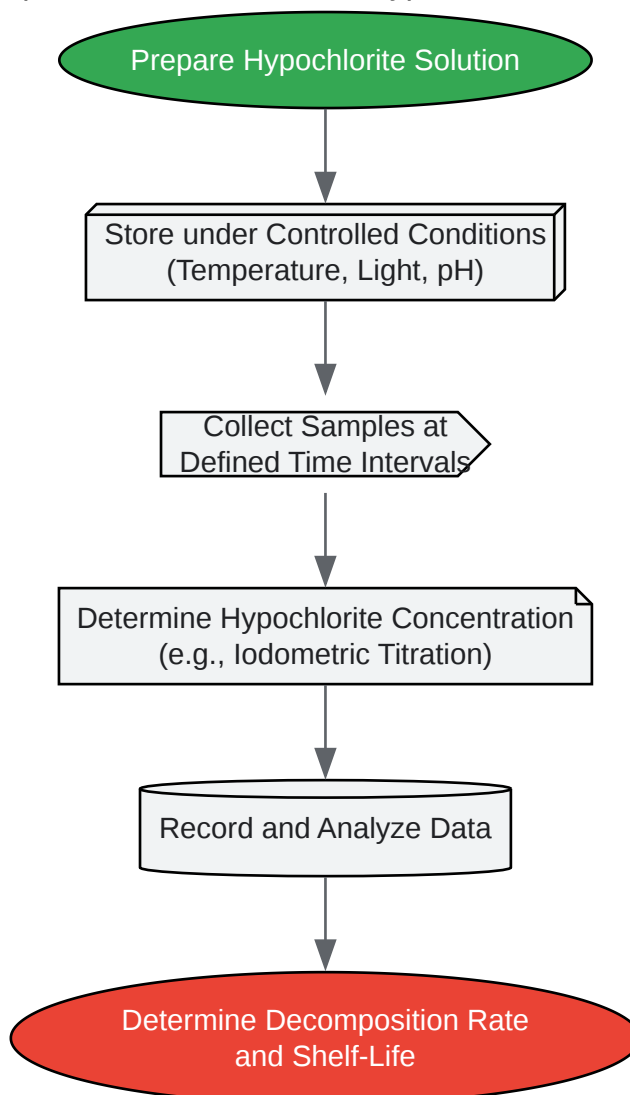 Prepare Hypochlorite Solution
Store under Controlled Conditions
(Temperature, Light, pH)
Collect Samples at
Defined Time Intervals
Determine Hypochlorite Concentration
(e.g., Iodometric Titration)
Record and Analyze Data
Determine Decomposition Rate
and Shelf-Life